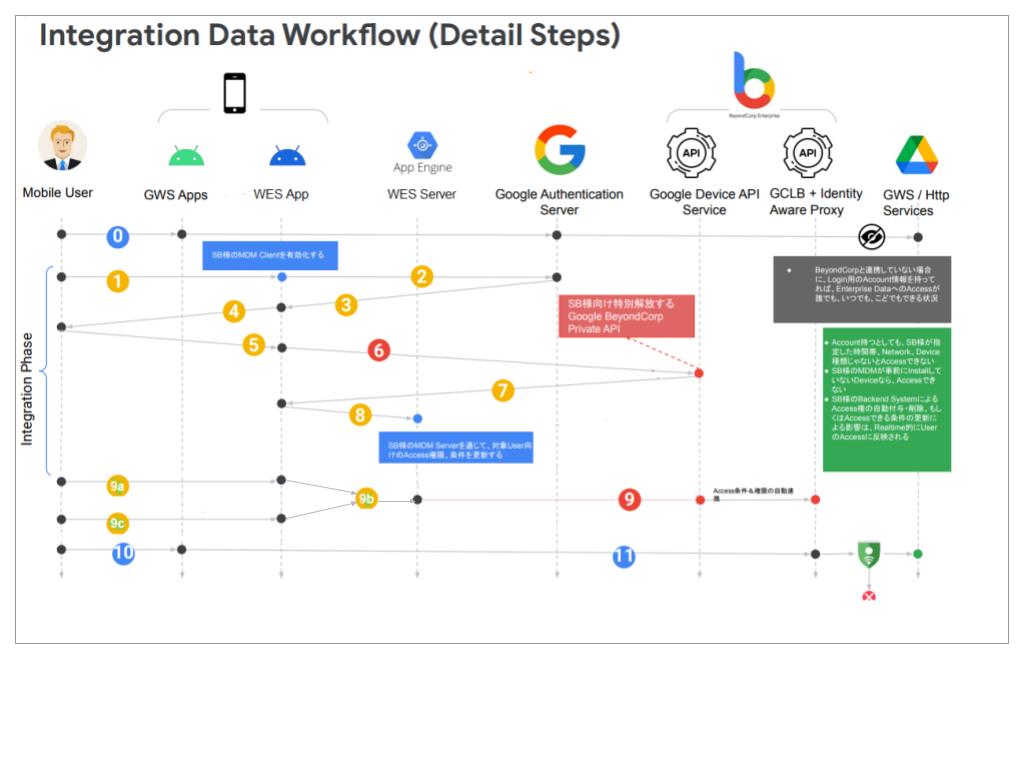 Integration Data Workflow (Detail Steps)
BeyondCorp Enterprise
API
API
App Engine
Mobile User
GWS Apps
WES App
WES Server
Google Authentication
Server
Google Device API
Service
GCLB + Identity
Aware Proxy
GWS / Http
Services
0
SB様のMDM Clientを有効化する
1
2
BeyondCorpと連携していない場合
に、Login用のAccount情報を持って
れば、Enterprise DataへのAccessが
誰でも、いつでも、こどでもできる状況
3
4
SB様向け特別解放する
Google BeyondCorp
Private API
5
6
Integration Phase
Account持つとしても、SB様が指
定した時間帯、Network、Device
種類じゃないとAccessできない
SB様のMDMが事前にInstallして
いないDeviceなら、Accessでき
ない
SB様のBackend Systemによる
Access権の自動付与・削除、もし
くはAccessできる条件の更新に
よる影響は、Realtime的にUser
のAccessに反映される
7
8
SB様のMDM Serverを通じて、対象User向
けのAccess権限、条件を更新する
9a
9b
9
Access条件＆権限の自動連
携
9c
10
11